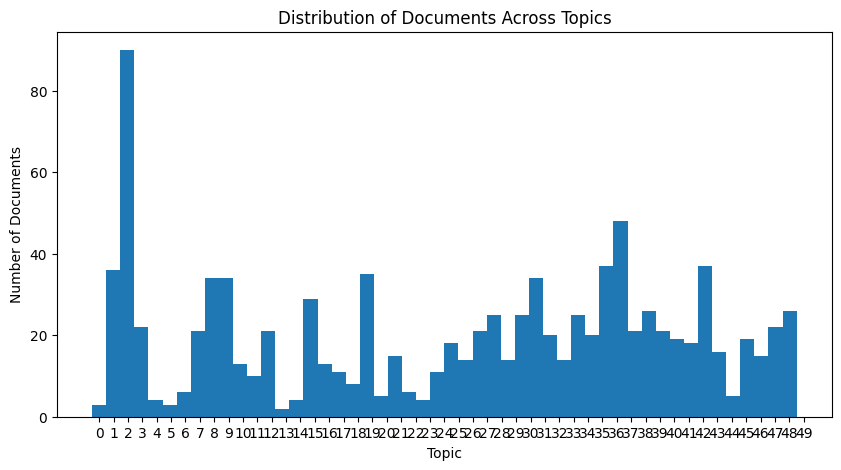 Distribution of Documents Across Topics
Number of Documents
80
60
40
20
0
0 1 2 3 4 5 6 7 8 9 10 11 12 13 14 15 16 17 18 19 20 21 22 23 24 25 26 27 28 29 30 31 32 33 34 35 36 37 38 39 40 41 42 43 44 45 46 47 48 49
Topic